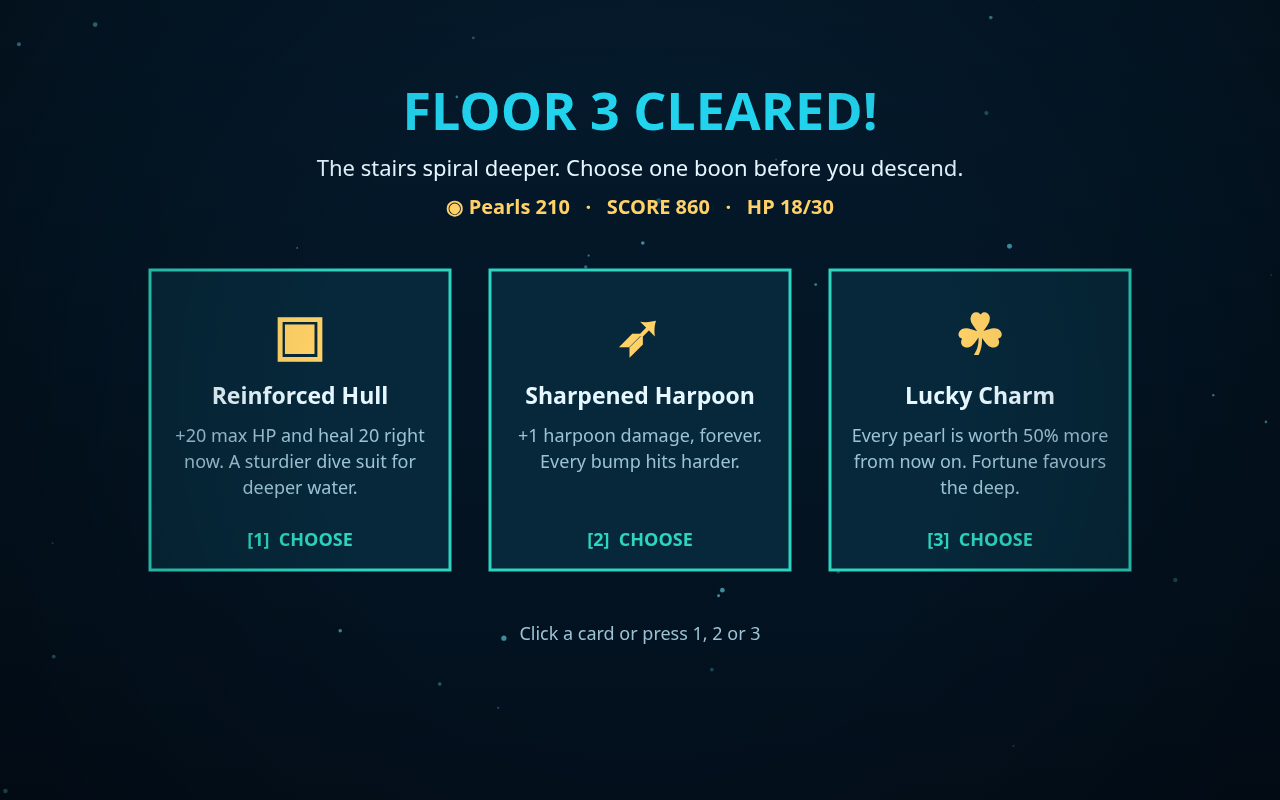 FLOOR 3 CLEARED!
The stairs spiral deeper. Choose one boon before you descend.
◉ Pearls 210 · SCORE 860 · HP 18/30
Reinforced Hull
+20 max HP and heal 20 right
now. A sturdier dive suit for
deeper water.
[1] CHOOSE
Sharpened Harpoon
+1 harpoon damage, forever.
Every bump hits harder.
[2] CHOOSE
Lucky Charm
Every pearl is worth 50% more
from now on. Fortune favours
the deep.
[3] CHOOSE
Click a card or press 1, 2 or 3